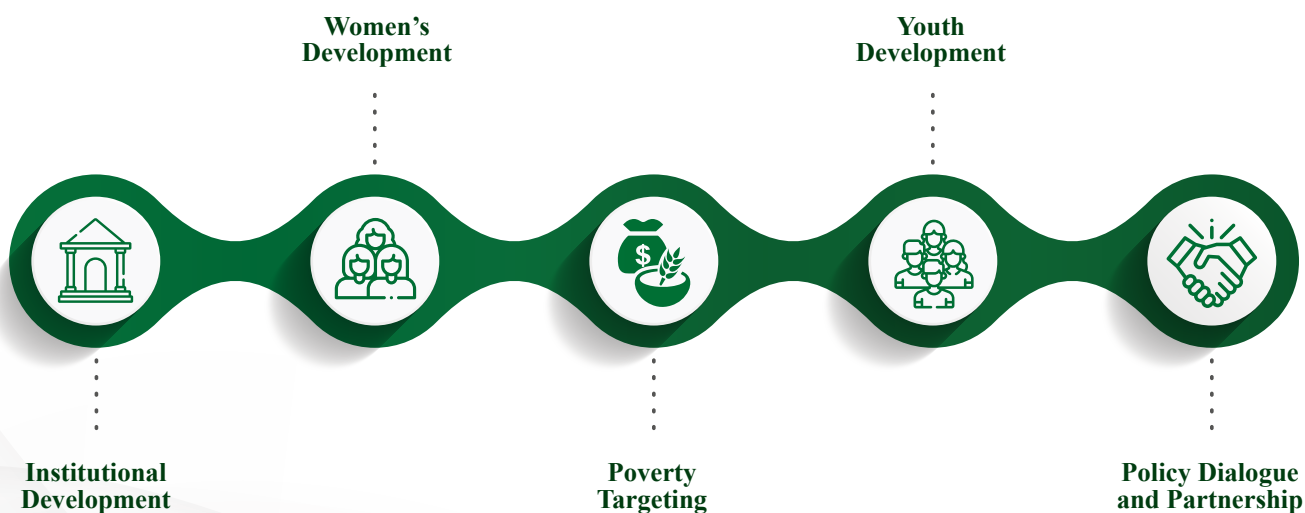 Women's
Development
Youth
Development
$
Institutional
Development
Poverty
Targeting
Policy Dialogue
and Partnership